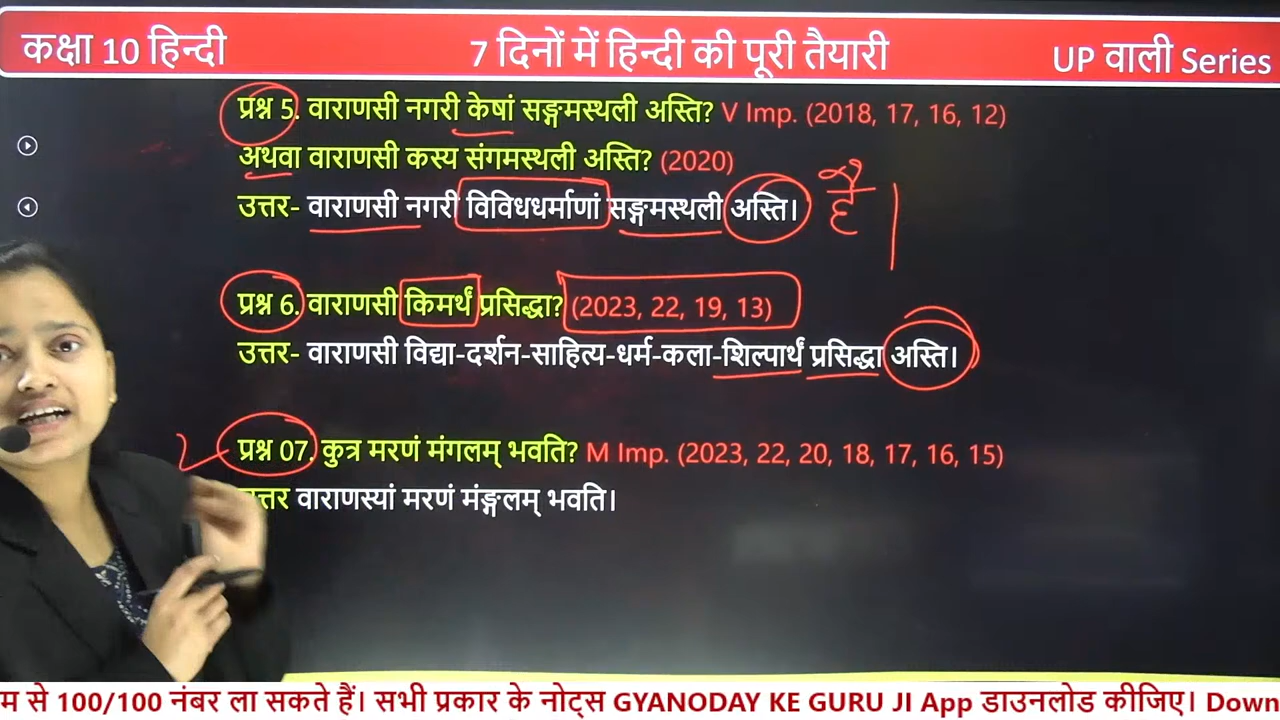 कक्षा 10 हिन्दी 7 दिनों में हिन्दी की पूरी तैयारी UP वाली Series
प्रश्न 5. वाराणसी नगरी केषां सङ्गमस्थली अस्ति? V Imp. (2018, 17, 16, 12)
अथवा वाराणसी कस्य संगमस्थली अस्ति? (2020)
उत्तर- वाराणसी नगरी विविधधर्माणां सङ्गमस्थली अस्ति। है।
प्रश्न 6. वाराणसी किमर्थं प्रसिद्धा? (2023, 22, 19, 13)
उत्तर- वाराणसी विद्या-दर्शन-साहित्य-धर्म-कला-शिल्पार्थं प्रसिद्धा अस्ति।
प्रश्न 07. कुत्र मरणं मंगलम् भवति? M Imp. (2023, 22, 20, 18, 17, 16, 15)
उत्तर वाराणस्यां मरणं मंङ्गलम् भवति।
म से 100/100 नंबर ला सकते हैं। सभी प्रकार के नोट्स GYANODAY KE GURU JI App डाउनलोड कीजिए। Down